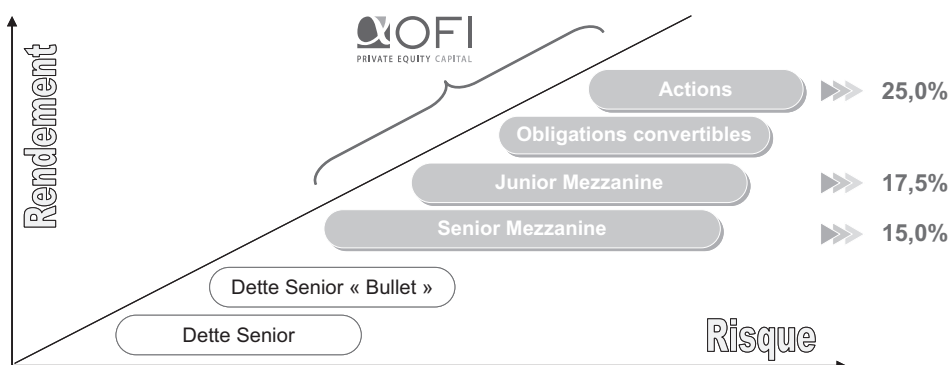 OFI
PRIVATE EQUITY CAPITAL
Rendement
Actions
25,0%
Obligations convertibles
Junior Mezzanine
17,5%
Senior Mezzanine
15,0%
Dette Senior « Bullet »
Dette Senior
Risque